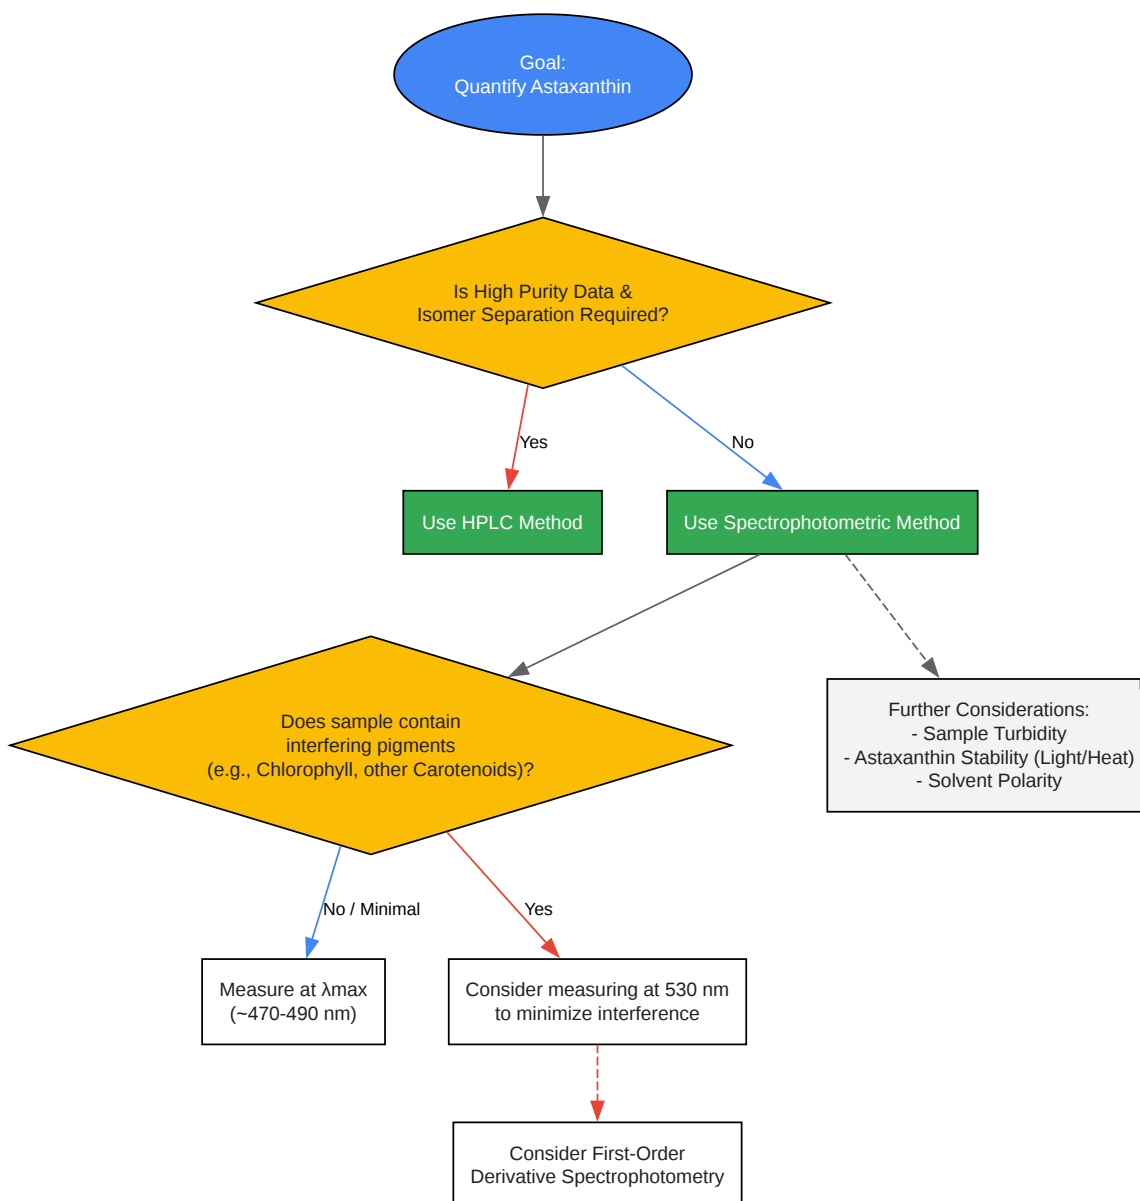 Goal:
Quantify Astaxanthin
Is High Purity Data &
Isomer Separation Required?
Yes
No
Use HPLC Method
Use Spectrophotometric Method
Further Considerations:
- Sample Turbidity
- Astaxanthin Stability (Light/Heat)
- Solvent Polarity
Does sample contain
interfering pigments
(e.g., Chlorophyll, other Carotenoids)?
No / Minimal
Yes
Measure at λmax
(~470-490 nm)
Consider measuring at 530 nm
to minimize interference
Consider First-Order
Derivative Spectrophotometry